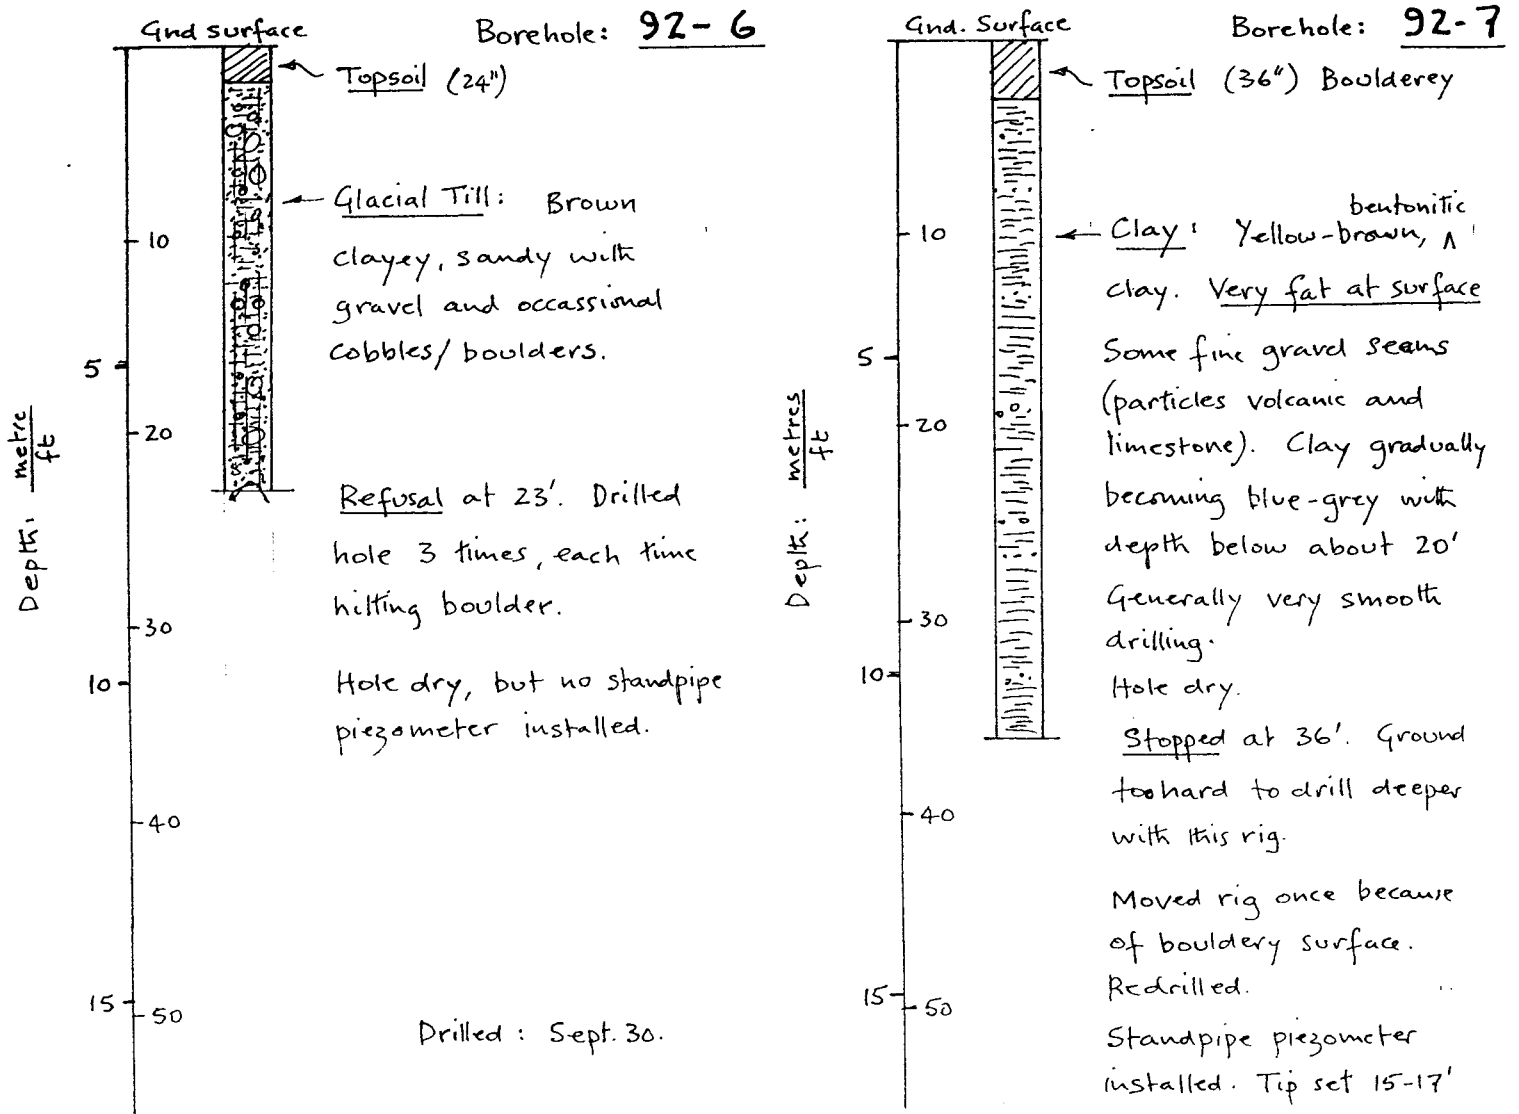 Gnd surface
Borehole: 92-6
Topsoil (24")
Glacial Till: Brown
clayey, sandy with
gravel and occassional
cobbles/boulders.
Refusal at 23'. Drilled
hole 3 times, each time
hitting boulder.
Hole dry, but no standpipe
piezometer installed.
Drilled: Sept. 30.
Depth: metre
ft
10
5
20
30
10
40
15
50
Gnd. Surface
Borehole: 92-7
Topsoil (36") Boulderey
bentonitic
Clay: Yellow-brown, ∧
clay. Very fat at surface
Some fine gravel seams
(particles volcanic and
limestone). Clay gradually
becoming blue-grey with
depth below about 20'
Generally very smooth
drilling.
Hole dry.
Stopped at 36'. Ground
too hard to drill deeper
with this rig.
Moved rig once because
of bouldery surface.
Redrilled.
Standpipe piezometer
installed. Tip set 15-17'
Depth: metres
ft
10
5
20
30
10
40
15
50